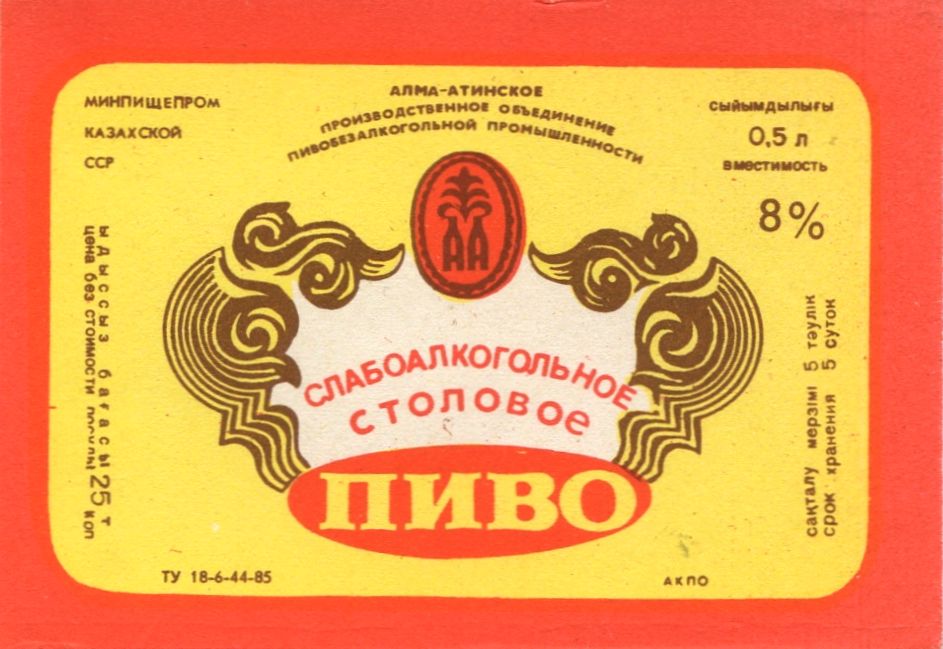 МИНПИЩЕПРОМ
КАЗАХСКОЙ
ССР
АЛМА-АТИНСКОЕ
ПРОИЗВОДСТВЕННОЕ ОБЪЕДИНЕНИЕ
ПИВОБЕЗАЛКОГОЛЬНОЙ ПРОМЫШЛЕННОСТИ
СЫЙЫМДЫЛЫҒЫ
0,5 л
ВМЕСТИМОСТЬ
8%
АА
СЛАБОАЛКОГОЛЬНОЕ
СТОЛОВОЕ
ПИВО
ыдыссыз бағасы 25 т
цена без стоимости посуды коп
сақталу мерзімі 5 тәулік
срок хранения 5 суток
ТУ 18-6-44-85
АКПО